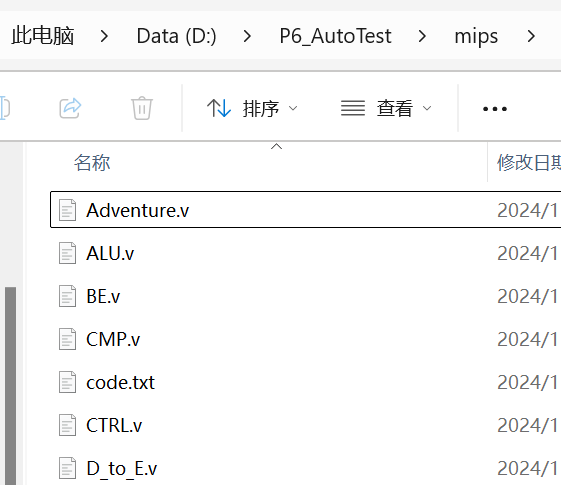 此电脑 > Data (D:) > P6_AutoTest > mips >
排序 查看 ...
名称 修改日期
Adventure.v 2024/1
ALU.v 2024/1
BE.v 2024/1
CMP.v 2024/1
code.txt 2024/1
CTRL.v 2024/1
D_to_E.v 2024/1